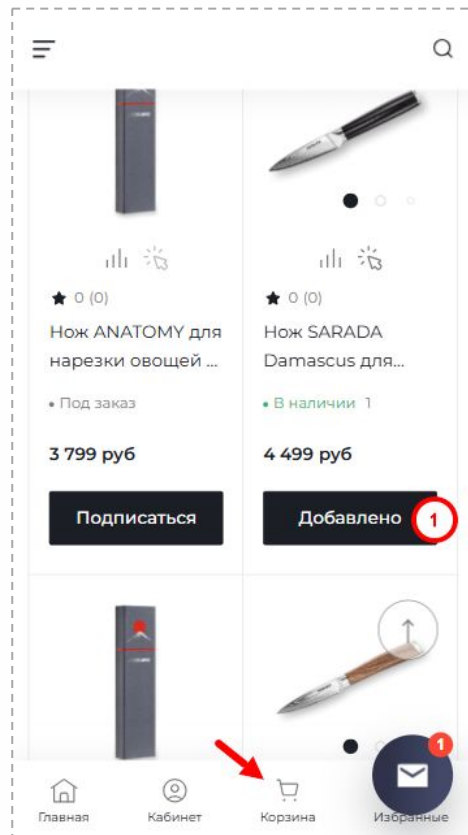 0 (0)
0 (0)
Нож ANATOMY для
нарезки овощей ...
Нож SARADA
Damascus для...
Под заказ
В наличии 1
3 799 руб
4 499 руб
Подписаться
Добавлено
1
1
Главная
Кабинет
Корзина
Избранные